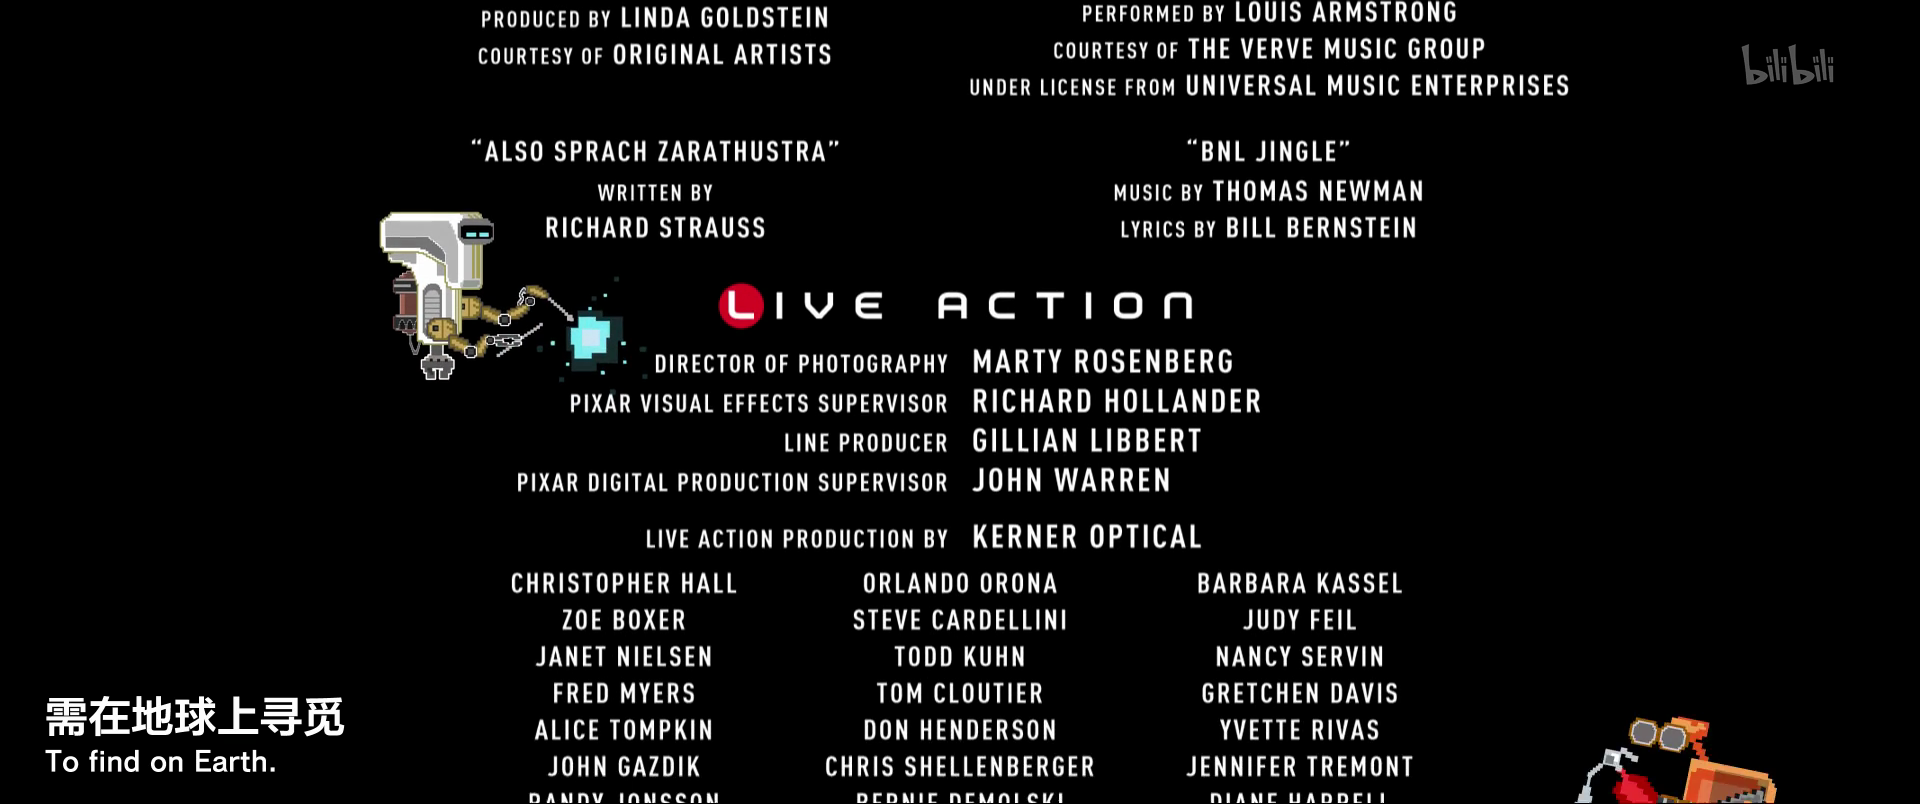 PRODUCED BY LINDA GOLDSTEIN
COURTESY OF ORIGINAL ARTISTS
PERFORMED BY LOUIS ARMSTRONG
COURTESY OF THE VERVE MUSIC GROUP
UNDER LICENSE FROM UNIVERSAL MUSIC ENTERPRISES
bilibili
“ALSO SPRACH ZARATHUSTRA”
WRITTEN BY
RICHARD STRAUSS
“BNL JINGLE”
MUSIC BY THOMAS NEWMAN
LYRICS BY BILL BERNSTEIN
LIVE ACTION
DIRECTOR OF PHOTOGRAPHY MARTY ROSENBERG
PIXAR VISUAL EFFECTS SUPERVISOR RICHARD HOLLANDER
LINE PRODUCER GILLIAN LIBBERT
PIXAR DIGITAL PRODUCTION SUPERVISOR JOHN WARREN
LIVE ACTION PRODUCTION BY KERNER OPTICAL
CHRISTOPHER HALL ORLANDO ORONA BARBARA KASSEL
ZOE BOXER STEVE CARDELLINI JUDY FEIL
JANET NIELSEN TODD KUHN NANCY SERVIN
FRED MYERS TOM CLOUTIER GRETCHEN DAVIS
ALICE TOMPKIN DON HENDERSON YVETTE RIVAS
JOHN GAZDIK CHRIS SHELLENBERGER JENNIFER TREMONT
RANDY JONSSON BERNIE DEMOLSKI DIANE HARRELL
需在地球上寻觅
To find on Earth.